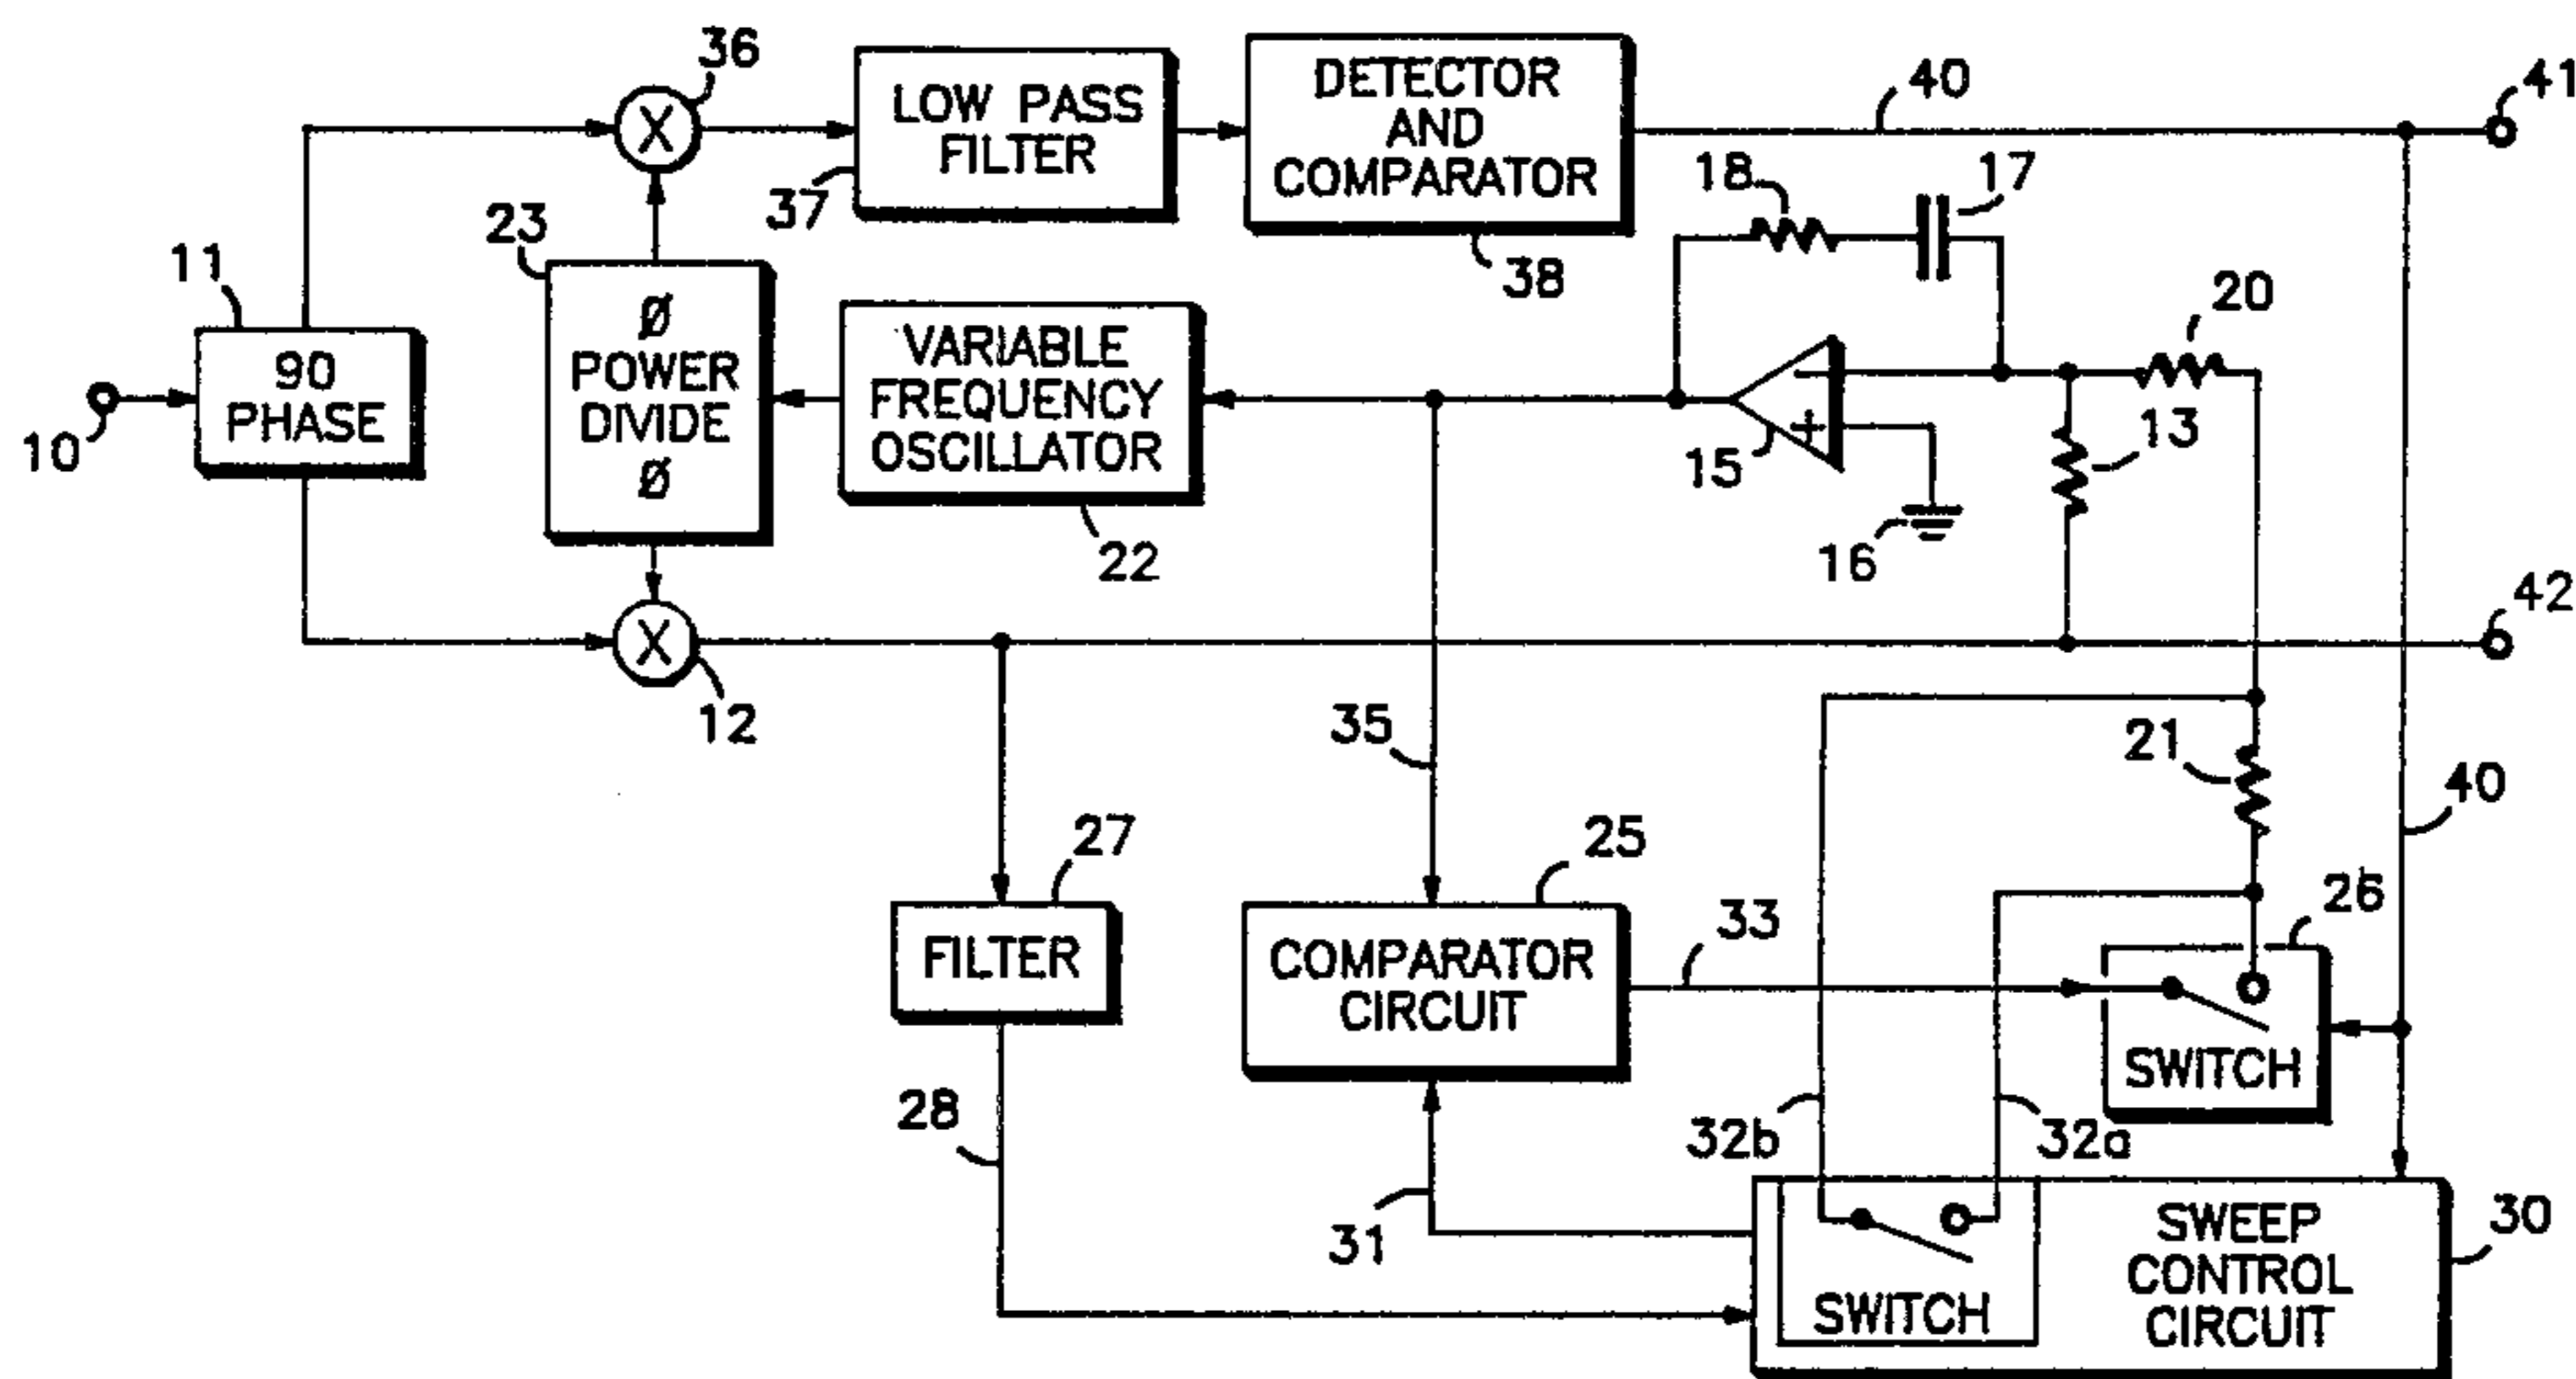 36
LOW PASS
FILTER
37
DETECTOR
AND
COMPARATOR
38
40
41
18
17
11
23
Ø
POWER
DIVIDE
Ø
VARIABLE
FREQUENCY
OSCILLATOR
22
20
10
90
PHASE
X
X
12
15
-
+
16
13
42
35
21
40
27
FILTER
25
COMPARATOR
CIRCUIT
33
26
SWITCH
28
31
32b
32a
SWITCH
SWEEP
CONTROL
CIRCUIT
30